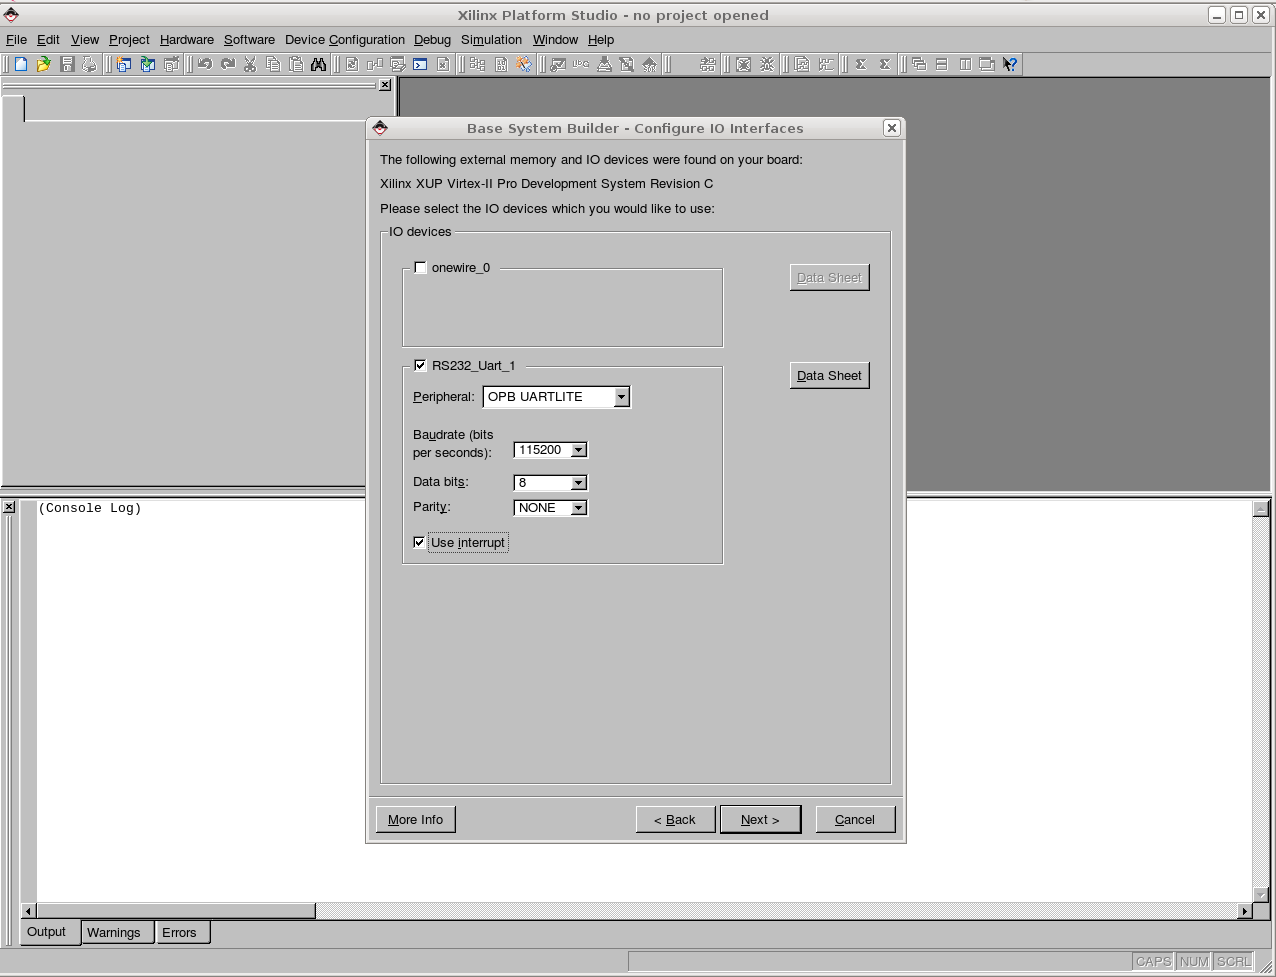 Xilinx Platform Studio - no project opened
File Edit View Project Hardware Software Device Configuration Debug Simulation Window Help
Base System Builder - Configure IO Interfaces
The following external memory and IO devices were found on your board:
Xilinx XUP Virtex-II Pro Development System Revision C
Please select the IO devices which you would like to use:
IO devices
onewire_0
Data Sheet
RS232_Uart_1
Data Sheet
Peripheral: OPB UARTLITE
Baudrate (bits
per seconds): 115200
Data bits: 8
Parity: NONE
Use interrupt
More Info < Back Next > Cancel
(Console Log)
Output Warnings Errors
CAPS NUM SCRL